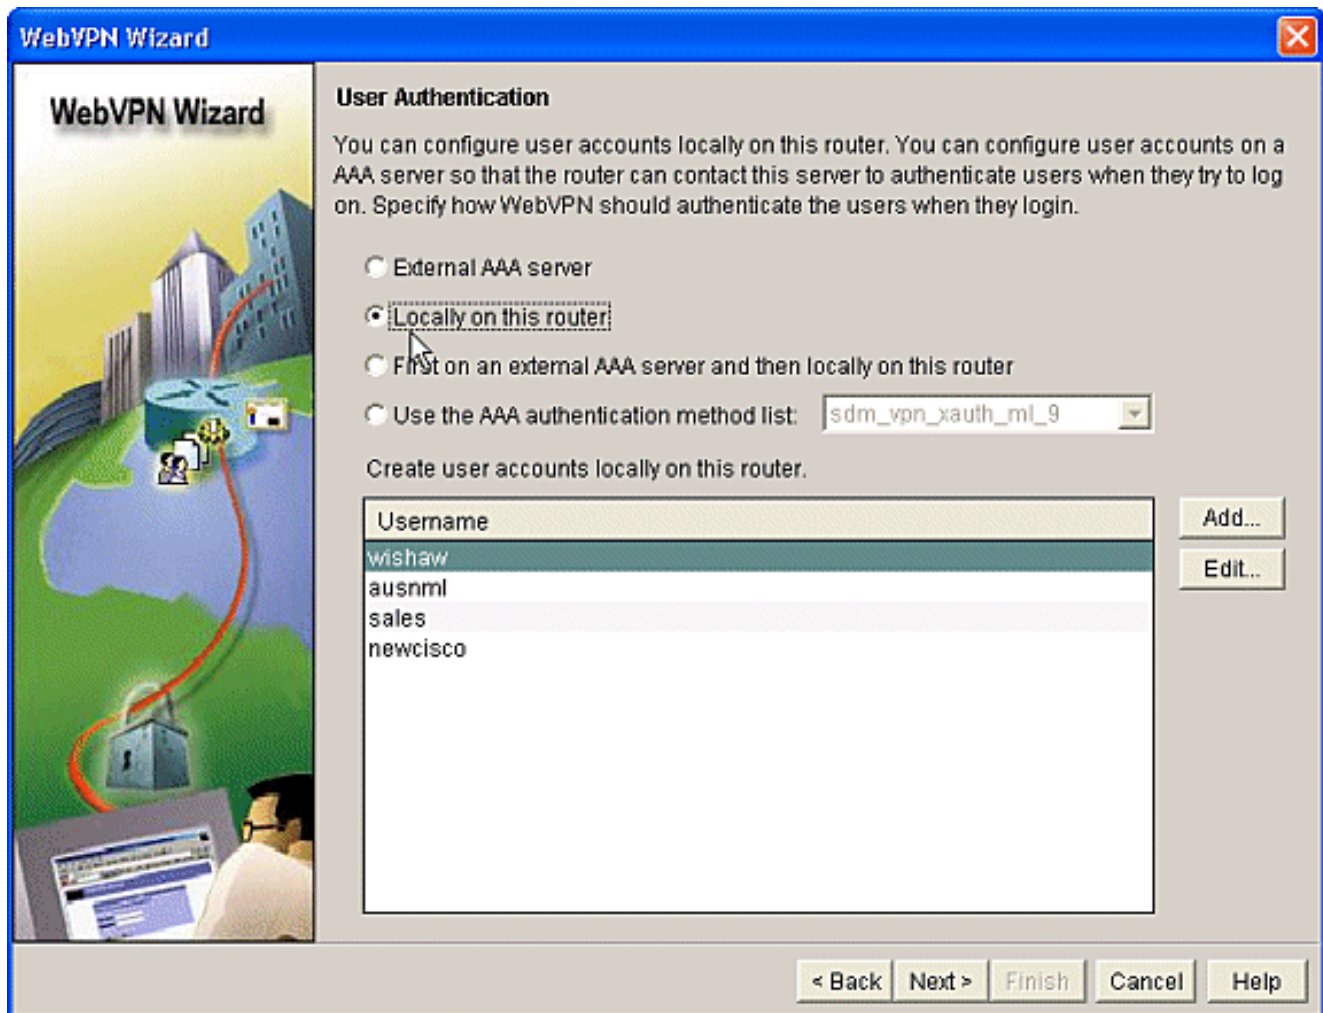 WebVPN Wizard
WebVPN Wizard
User Authentication
You can configure user accounts locally on this router. You can configure user accounts on a
AAA server so that the router can contact this server to authenticate users when they try to log
on. Specify how WebVPN should authenticate the users when they login.
External AAA server
Locally on this router
First on an external AAA server and then locally on this router
Use the AAA authentication method list: sdm_vpn_xauth_ml_9
Create user accounts locally on this router.
Username
Add...
wishaw
Edit...
ausnml
sales
newcisco
< Back Next > Finish Cancel Help